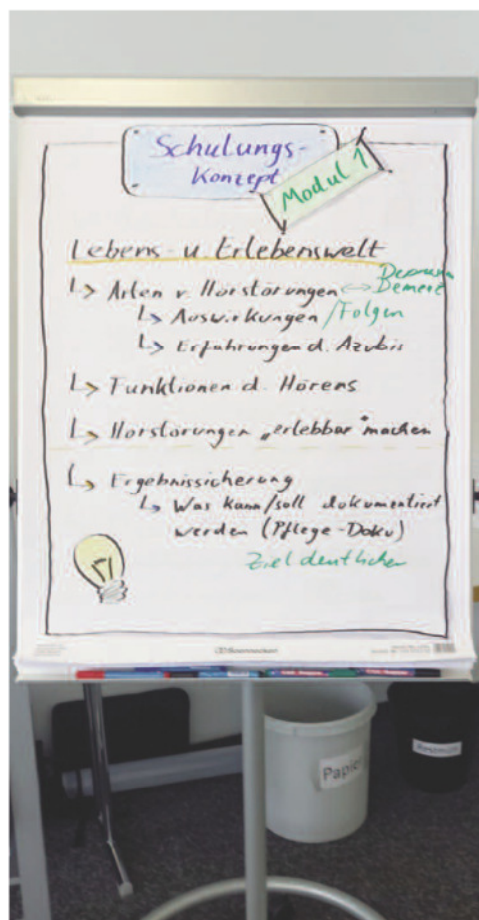 Schulungs-
Konzept
Modul 1
Lebens- u. Erlebenswelt
↳ Arten v. Hörstörungen ↔ Demenz
↳ Auswirkungen /Folgen
↳ Erfahrungen d. Azubis
↳ Funktionen d. Hörens
↳ Hörstörungen „erlebbar" machen
↳ Ergebnissicherung
↳ Was kann/soll dokumentiert
werden (Pflege-Doku)
Ziel deutlicher
Papier
Restmüll